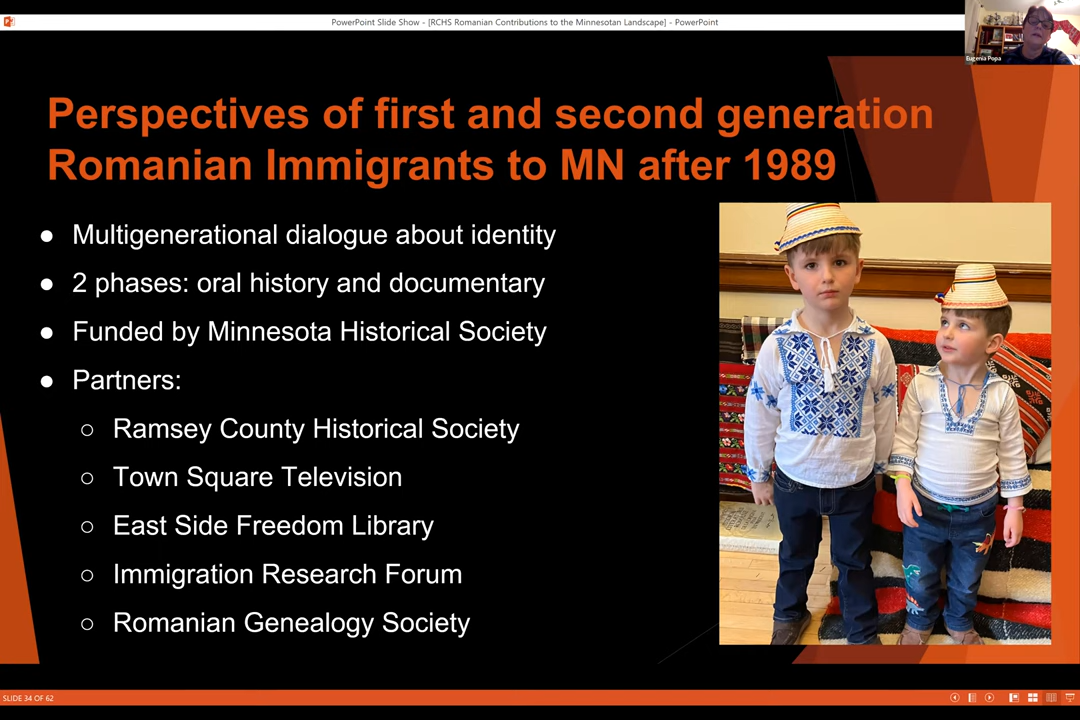 PowerPoint Slide Show - [RCHS Romanian Contributions to the Minnesotan Landscape] - PowerPoint
Eugenia Popa
Perspectives of first and second generation
Romanian Immigrants to MN after 1989
● Multigenerational dialogue about identity
● 2 phases: oral history and documentary
● Funded by Minnesota Historical Society
● Partners:
○ Ramsey County Historical Society
○ Town Square Television
○ East Side Freedom Library
○ Immigration Research Forum
○ Romanian Genealogy Society
SLIDE 34 OF 62